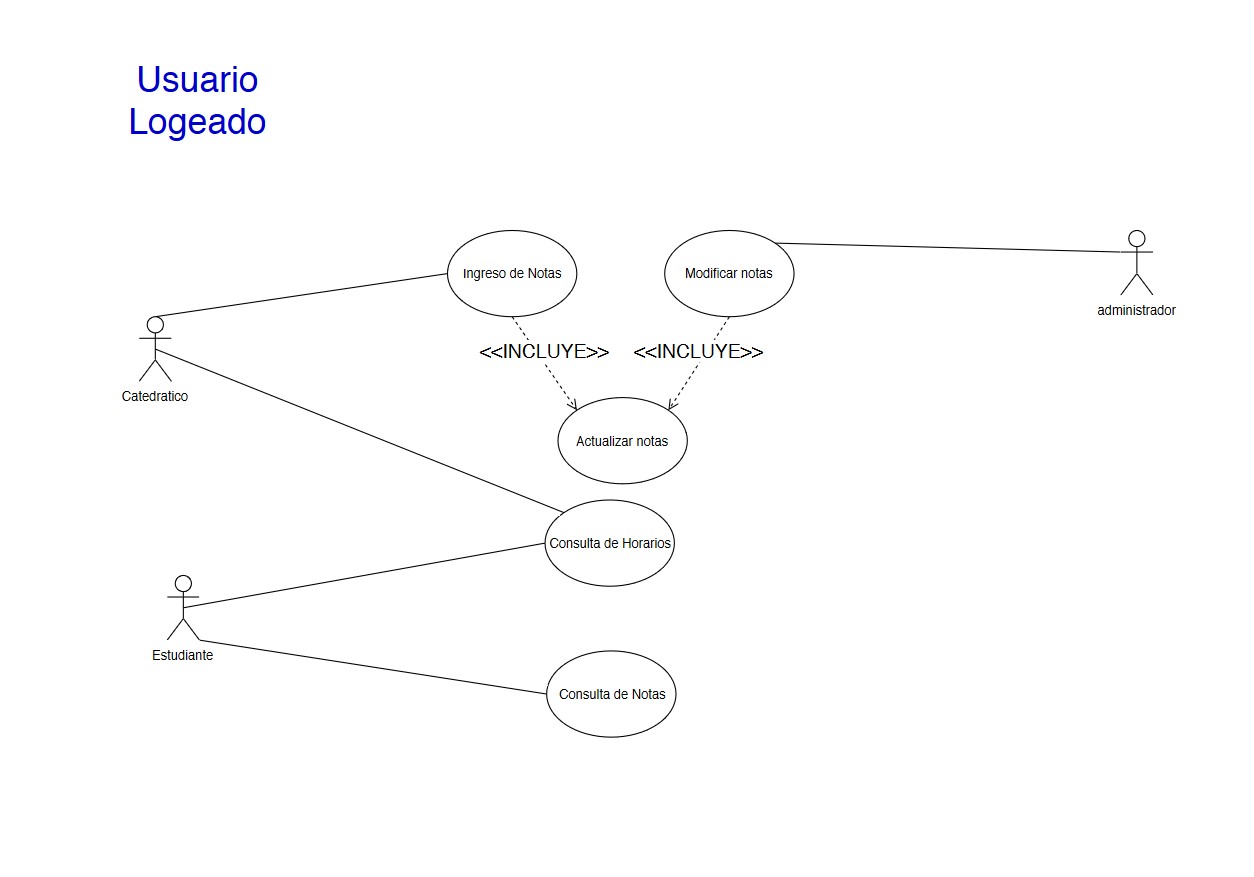 Usuario
Logeado
Ingreso de Notas
Modificar notas
administrador
<<INCLUYE>>
<<INCLUYE>>
Catedratico
Actualizar notas
Consulta de Horarios
Estudiante
Consulta de Notas